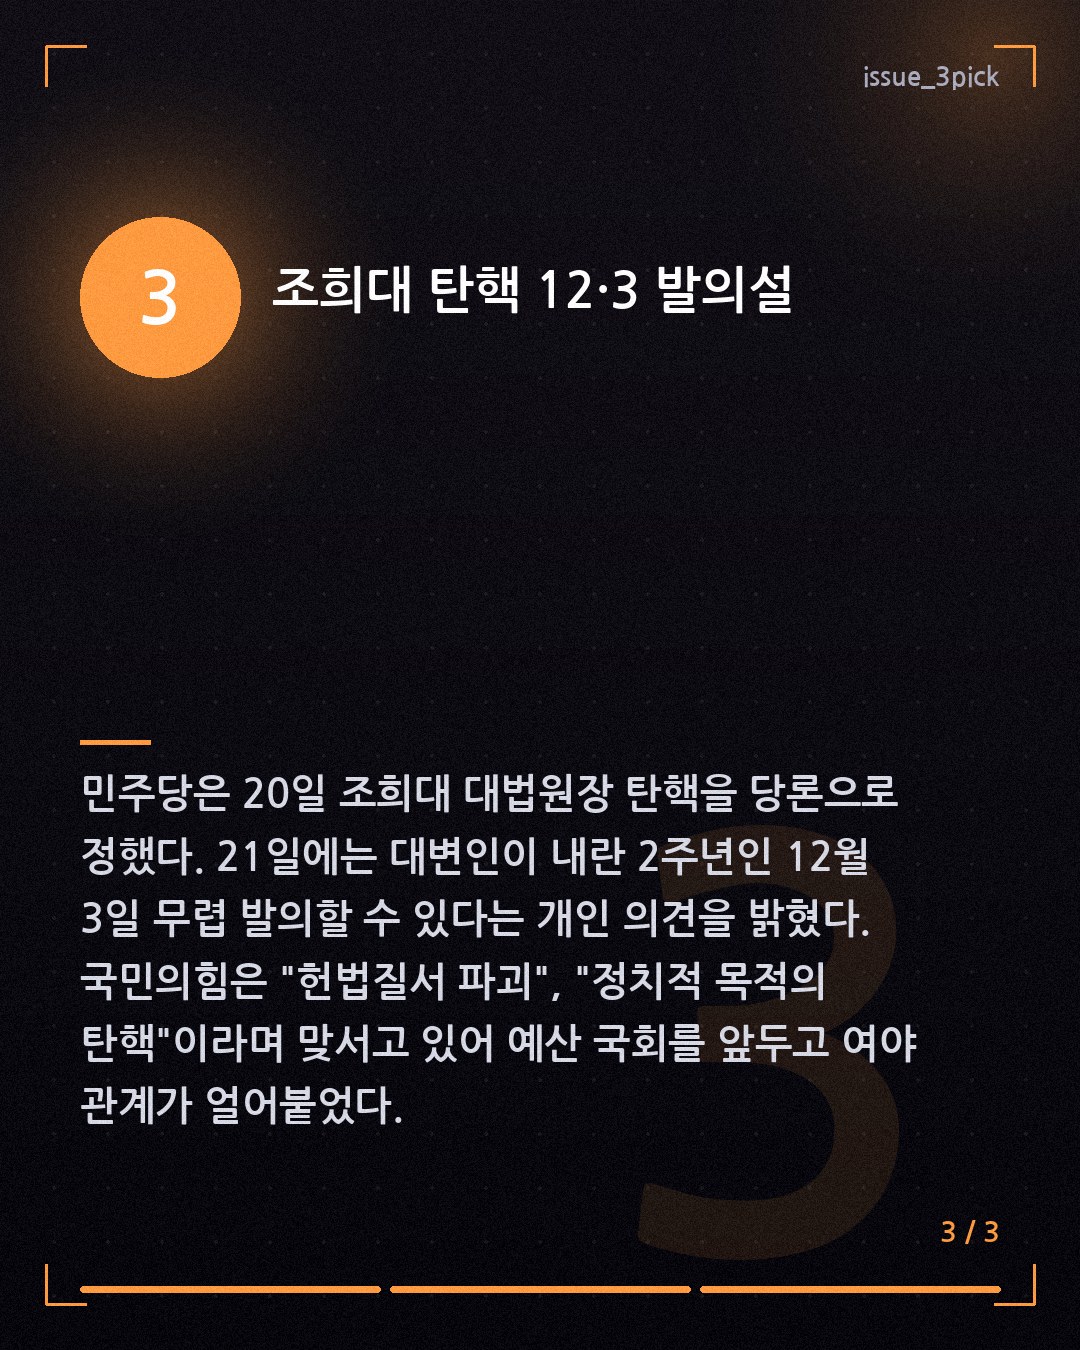 issue_3pick
3
조희대 탄핵 12·3 발의설
민주당은 20일 조희대 대법원장 탄핵을 당론으로
정했다. 21일에는 대변인이 내란 2주년인 12월
3일 무렵 발의할 수 있다는 개인 의견을 밝혔다.
국민의힘은 "헌법질서 파괴", "정치적 목적의
탄핵"이라며 맞서고 있어 예산 국회를 앞두고 여야
관계가 얼어붙었다.
3
3 / 3